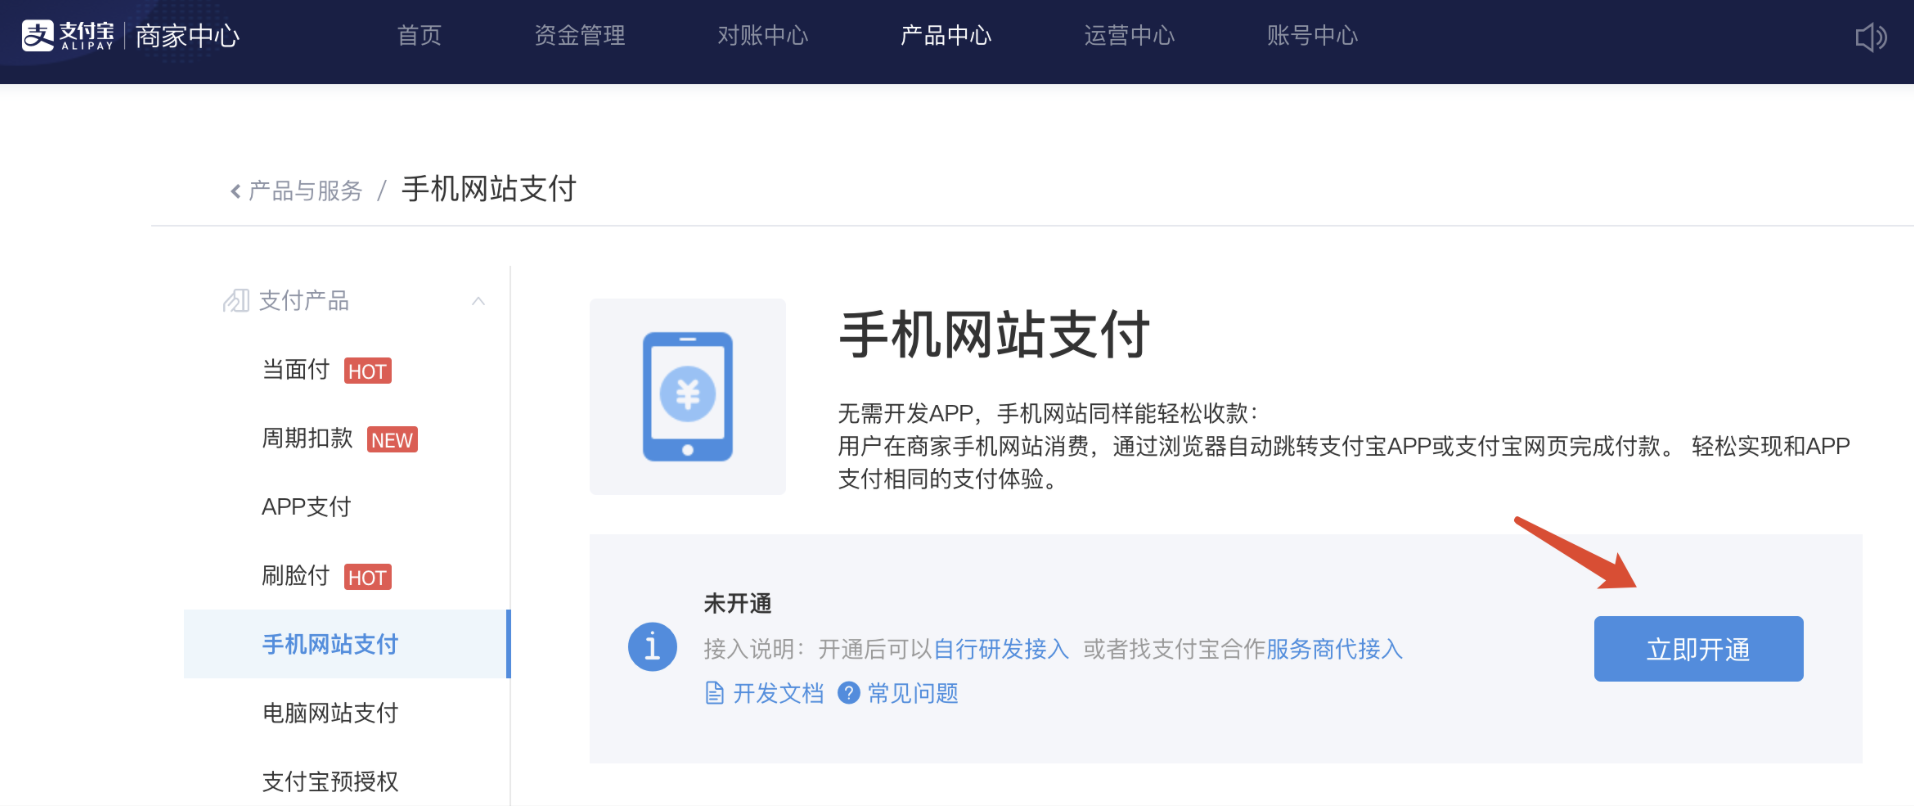 支 支付宝 ALIPAY | 商家中心
首页 资金管理 对账中心 产品中心 运营中心 账号中心
产品与服务 / 手机网站支付
支付产品
当面付 HOT
周期扣款 NEW
APP支付
刷脸付 HOT
手机网站支付
电脑网站支付
支付宝预授权
手机网站支付
无需开发APP，手机网站同样能轻松收款：
用户在商家手机网站消费，通过浏览器自动跳转支付宝APP或支付宝网页完成付款。 轻松实现和APP
支付相同的支付体验。
未开通
接入说明：开通后可以自行研发接入 或者找支付宝合作服务商代接入
开发文档 ? 常见问题
立即开通